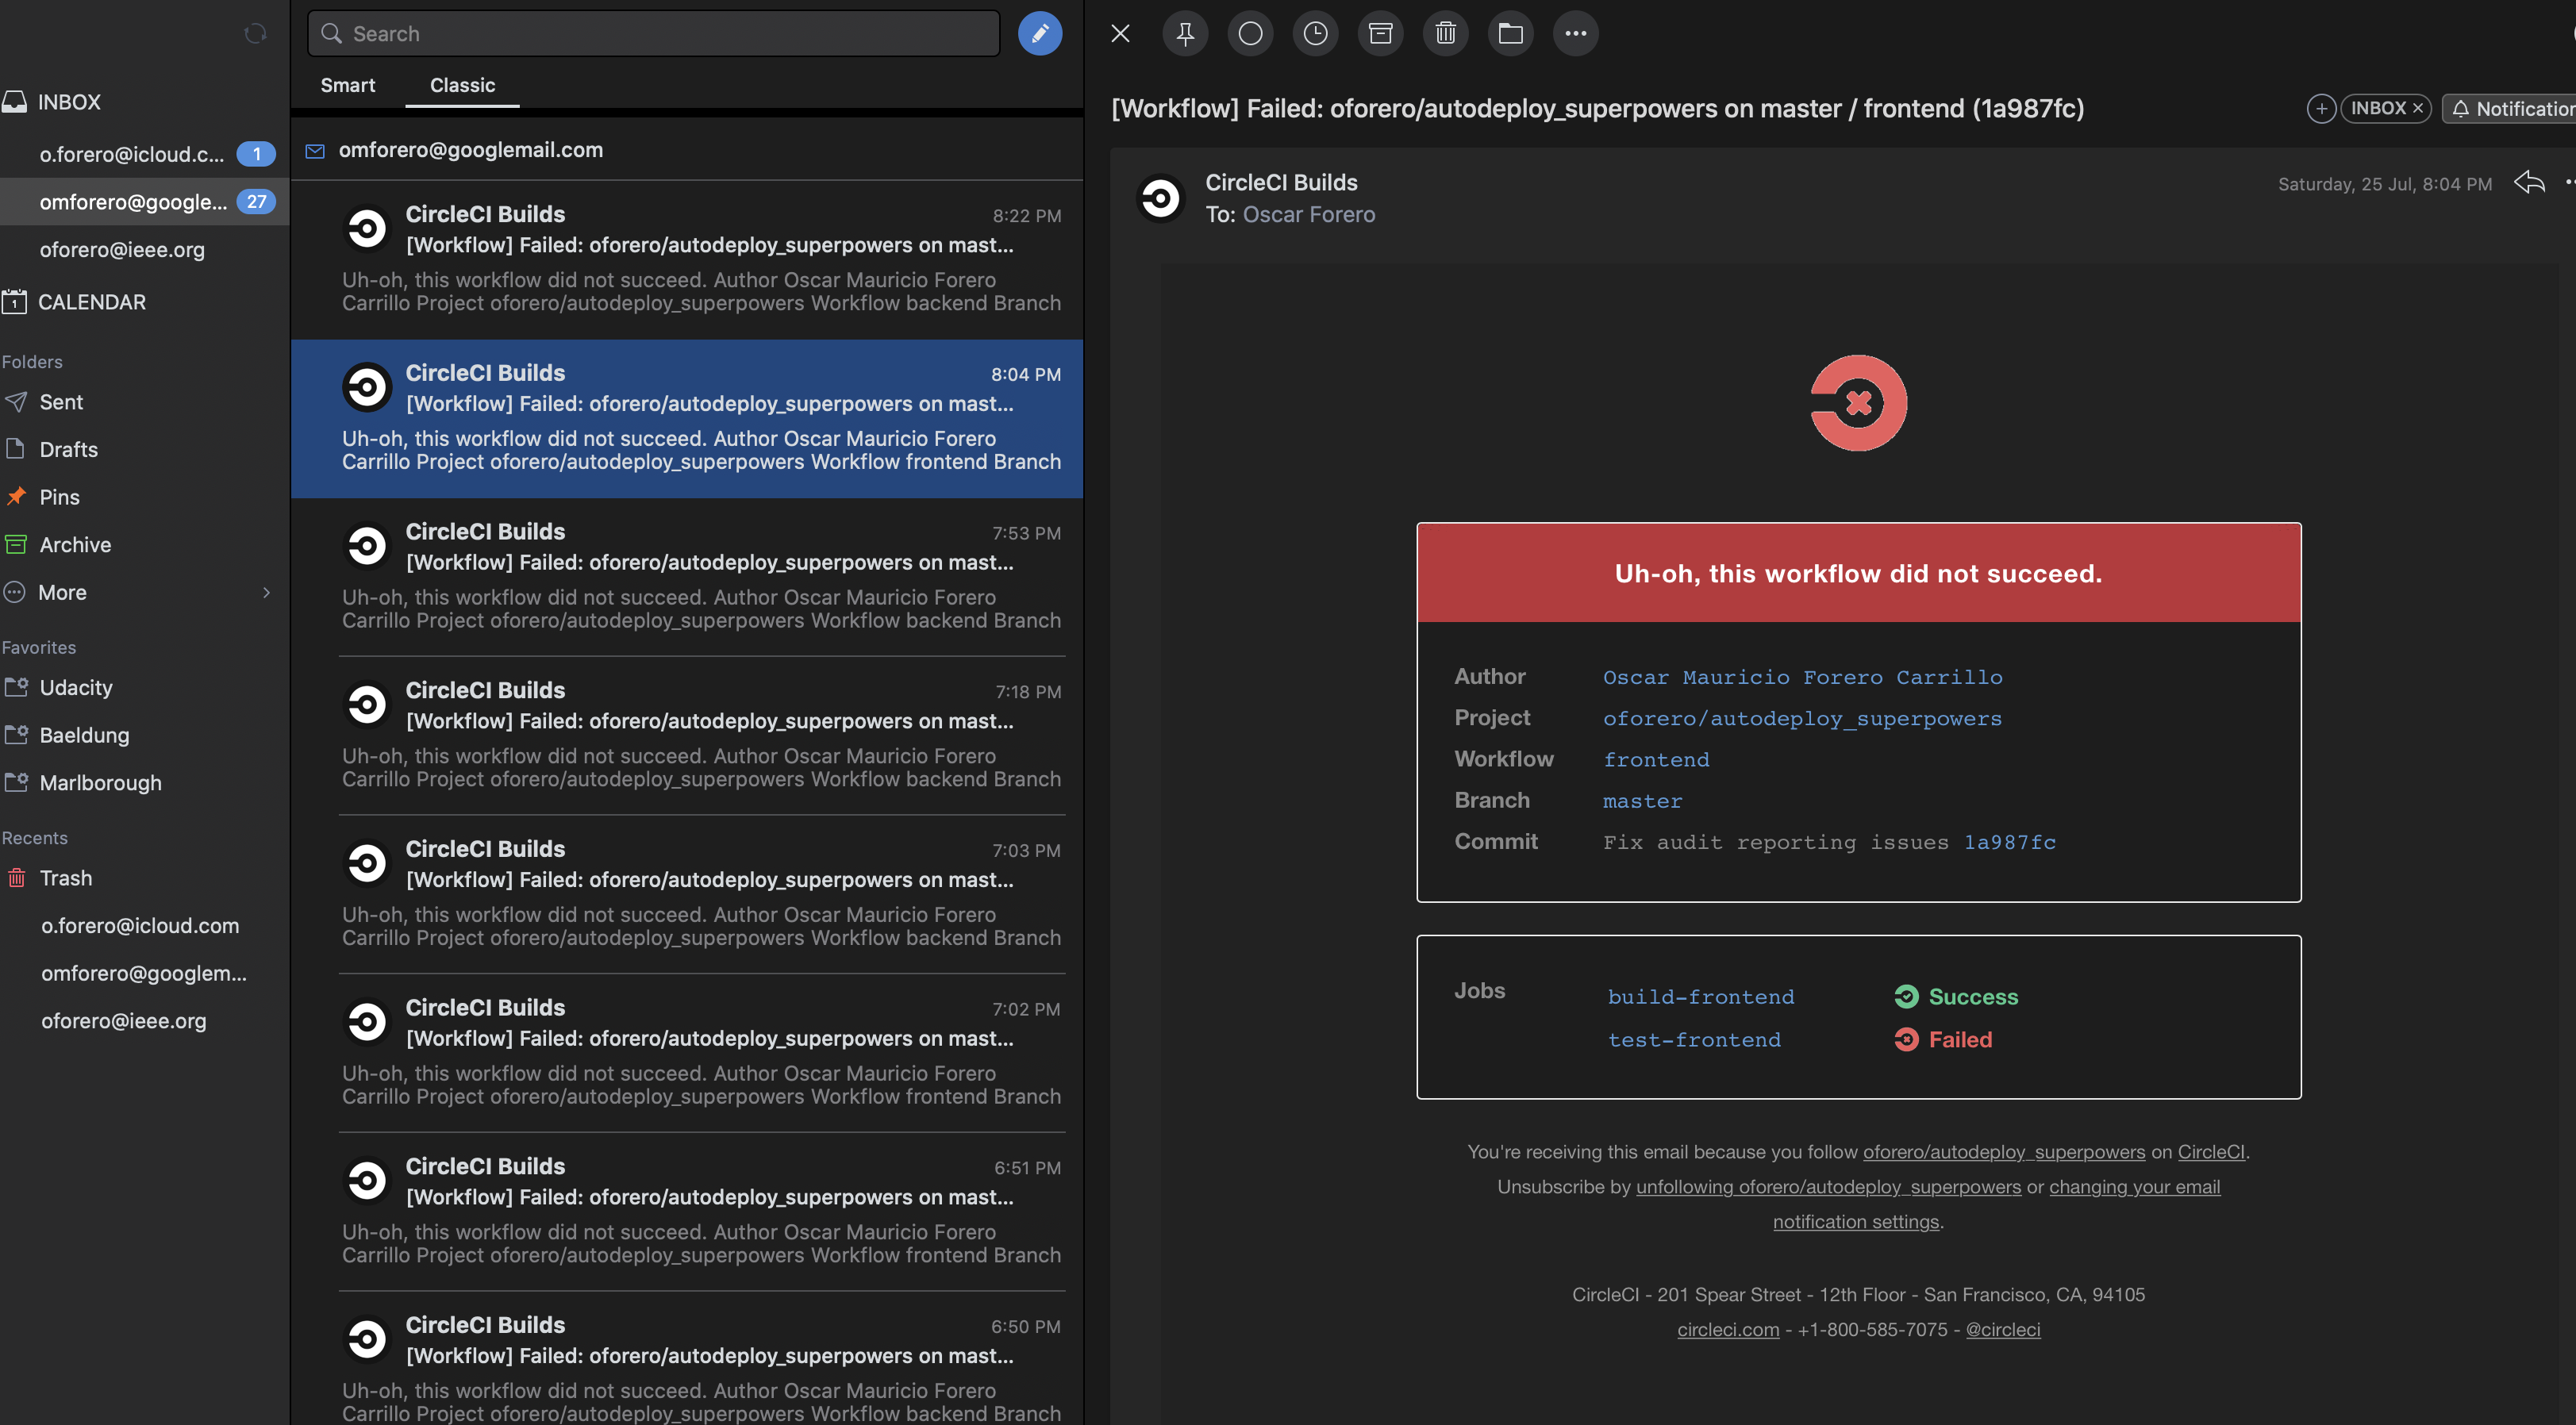 INBOX
o.forero@icloud.c... 1
omforero@google... 27
oforero@ieee.org
1 CALENDAR
Folders
Sent
Drafts
Pins
Archive
More
Favorites
Udacity
Baeldung
Marlborough
Recents
Trash
o.forero@icloud.com
omforero@googlem...
oforero@ieee.org
Search
Smart Classic
omforero@googlemail.com
CircleCI Builds 8:22 PM
[Workflow] Failed: oforero/autodeploy_superpowers on mast...
Uh-oh, this workflow did not succeed. Author Oscar Mauricio Forero
Carrillo Project oforero/autodeploy_superpowers Workflow backend Branch
CircleCI Builds 8:04 PM
[Workflow] Failed: oforero/autodeploy_superpowers on mast...
Uh-oh, this workflow did not succeed. Author Oscar Mauricio Forero
Carrillo Project oforero/autodeploy_superpowers Workflow frontend Branch
CircleCI Builds 7:53 PM
[Workflow] Failed: oforero/autodeploy_superpowers on mast...
Uh-oh, this workflow did not succeed. Author Oscar Mauricio Forero
Carrillo Project oforero/autodeploy_superpowers Workflow backend Branch
CircleCI Builds 7:18 PM
[Workflow] Failed: oforero/autodeploy_superpowers on mast...
Uh-oh, this workflow did not succeed. Author Oscar Mauricio Forero
Carrillo Project oforero/autodeploy_superpowers Workflow backend Branch
CircleCI Builds 7:03 PM
[Workflow] Failed: oforero/autodeploy_superpowers on mast...
Uh-oh, this workflow did not succeed. Author Oscar Mauricio Forero
Carrillo Project oforero/autodeploy_superpowers Workflow backend Branch
CircleCI Builds 7:02 PM
[Workflow] Failed: oforero/autodeploy_superpowers on mast...
Uh-oh, this workflow did not succeed. Author Oscar Mauricio Forero
Carrillo Project oforero/autodeploy_superpowers Workflow frontend Branch
CircleCI Builds 6:51 PM
[Workflow] Failed: oforero/autodeploy_superpowers on mast...
Uh-oh, this workflow did not succeed. Author Oscar Mauricio Forero
Carrillo Project oforero/autodeploy_superpowers Workflow frontend Branch
CircleCI Builds 6:50 PM
[Workflow] Failed: oforero/autodeploy_superpowers on mast...
Uh-oh, this workflow did not succeed. Author Oscar Mauricio Forero
Carrillo Project oforero/autodeploy_superpowers Workflow backend Branch
[Workflow] Failed: oforero/autodeploy_superpowers on master / frontend (1a987fc)
INBOX Notification
CircleCI Builds Saturday, 25 Jul, 8:04 PM
To: Oscar Forero
Uh-oh, this workflow did not succeed.
Author Oscar Mauricio Forero Carrillo
Project oforero/autodeploy_superpowers
Workflow frontend
Branch master
Commit Fix audit reporting issues 1a987fc
Jobs build-frontend Success
test-frontend Failed
You're receiving this email because you follow oforero/autodeploy_superpowers on CircleCI.
Unsubscribe by unfollowing oforero/autodeploy_superpowers or changing your email
notification settings.
CircleCI - 201 Spear Street - 12th Floor - San Francisco, CA, 94105
circleci.com - +1-800-585-7075 - @circleci